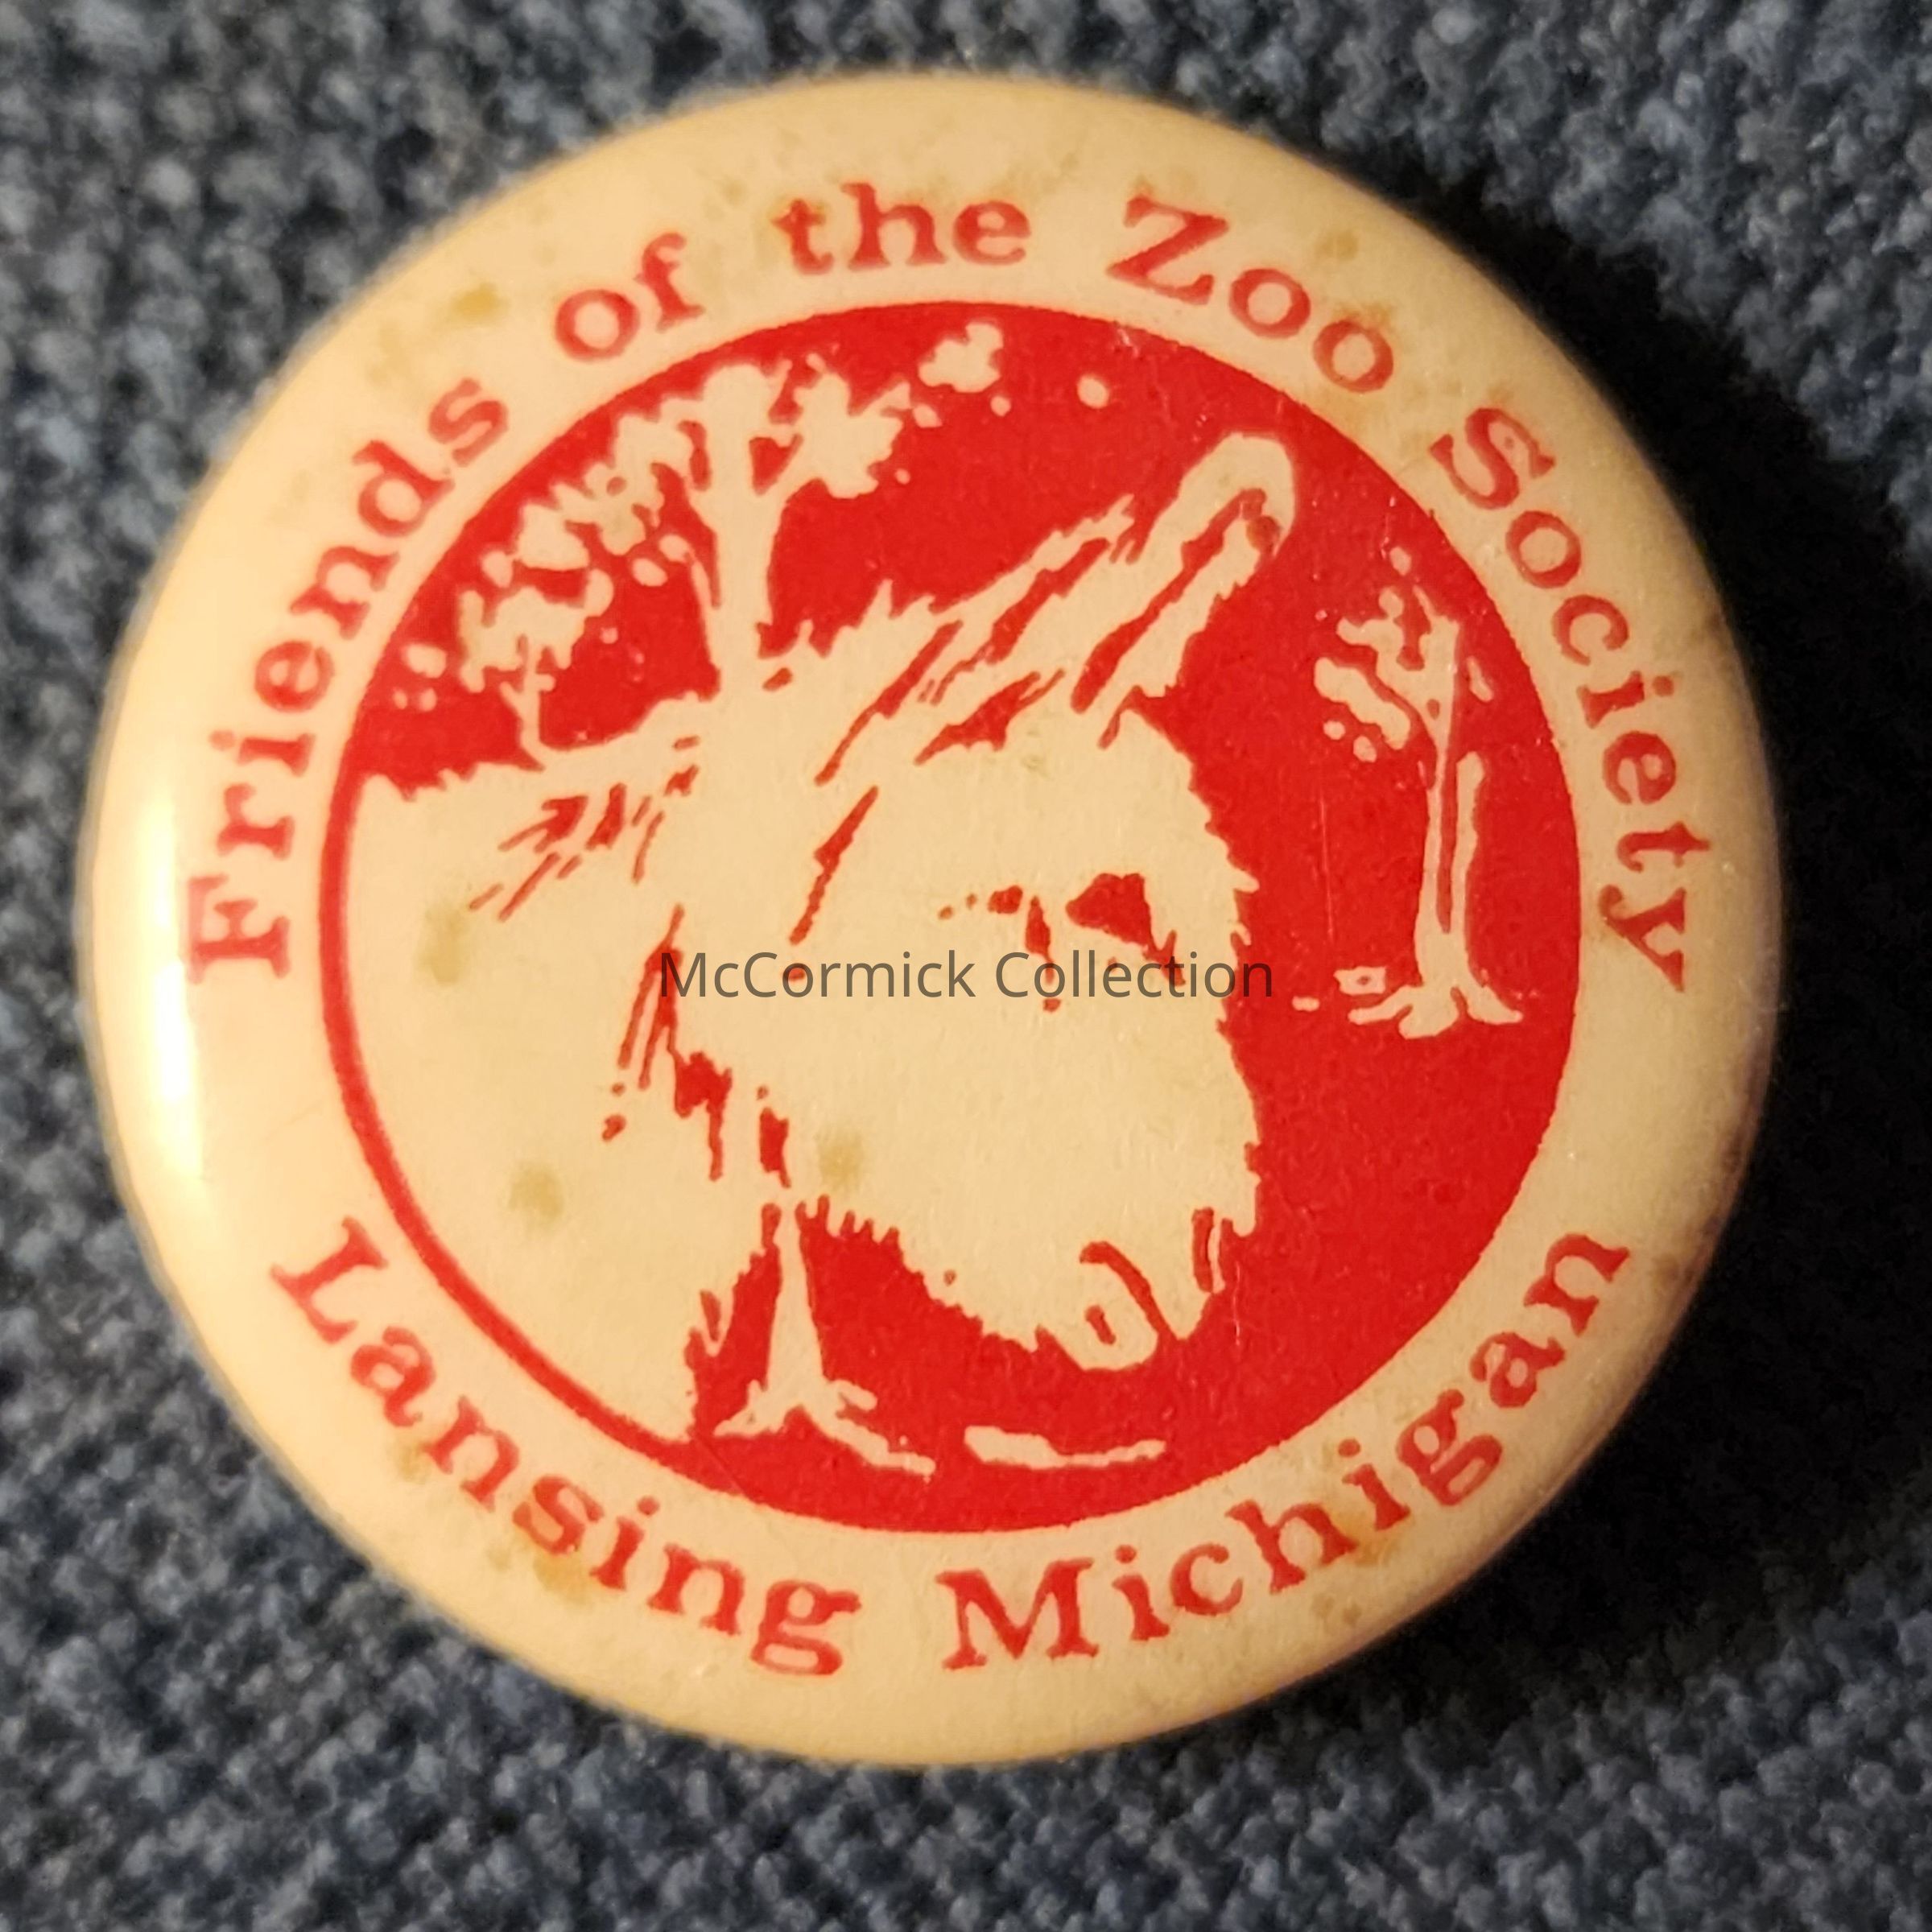 Friends of the Zoo Society
McCormick Collection
Lansing Michigan